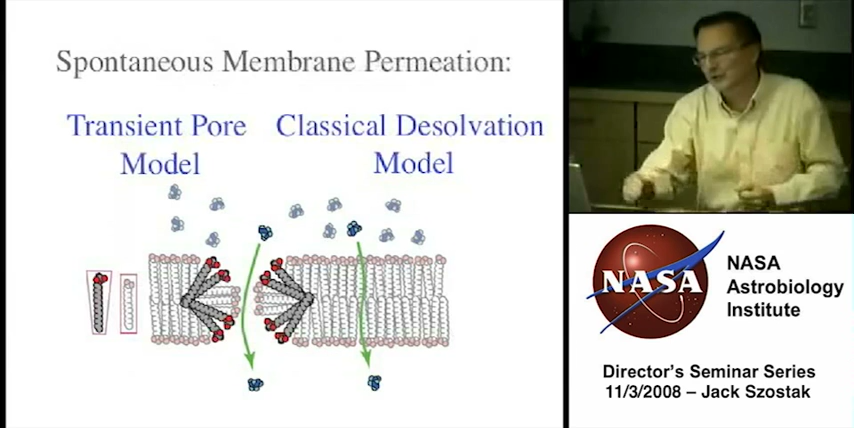 Spontaneous Membrane Permeation:
Transient Pore
Model
Classical Desolvation
Model
NASA
NASA
Astrobiology
Institute
Director's Seminar Series
11/3/2008 – Jack Szostak